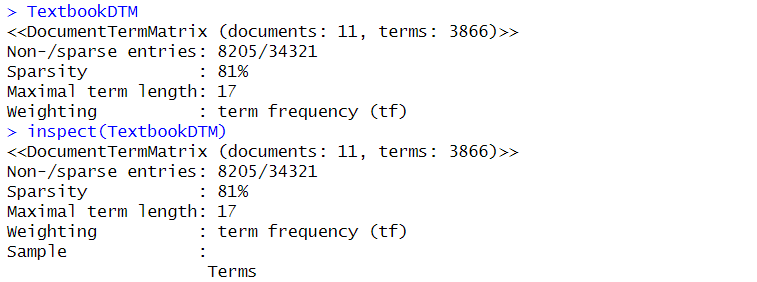 > TextbookDTM
<<DocumentTermMatrix (documents: 11, terms: 3866)>>
Non-/sparse entries: 8205/34321
Sparsity           : 81%
Maximal term length: 17
Weighting          : term frequency (tf)
> inspect(TextbookDTM)
<<DocumentTermMatrix (documents: 11, terms: 3866)>>
Non-/sparse entries: 8205/34321
Sparsity           : 81%
Maximal term length: 17
Weighting          : term frequency (tf)
Sample             :
                    Terms